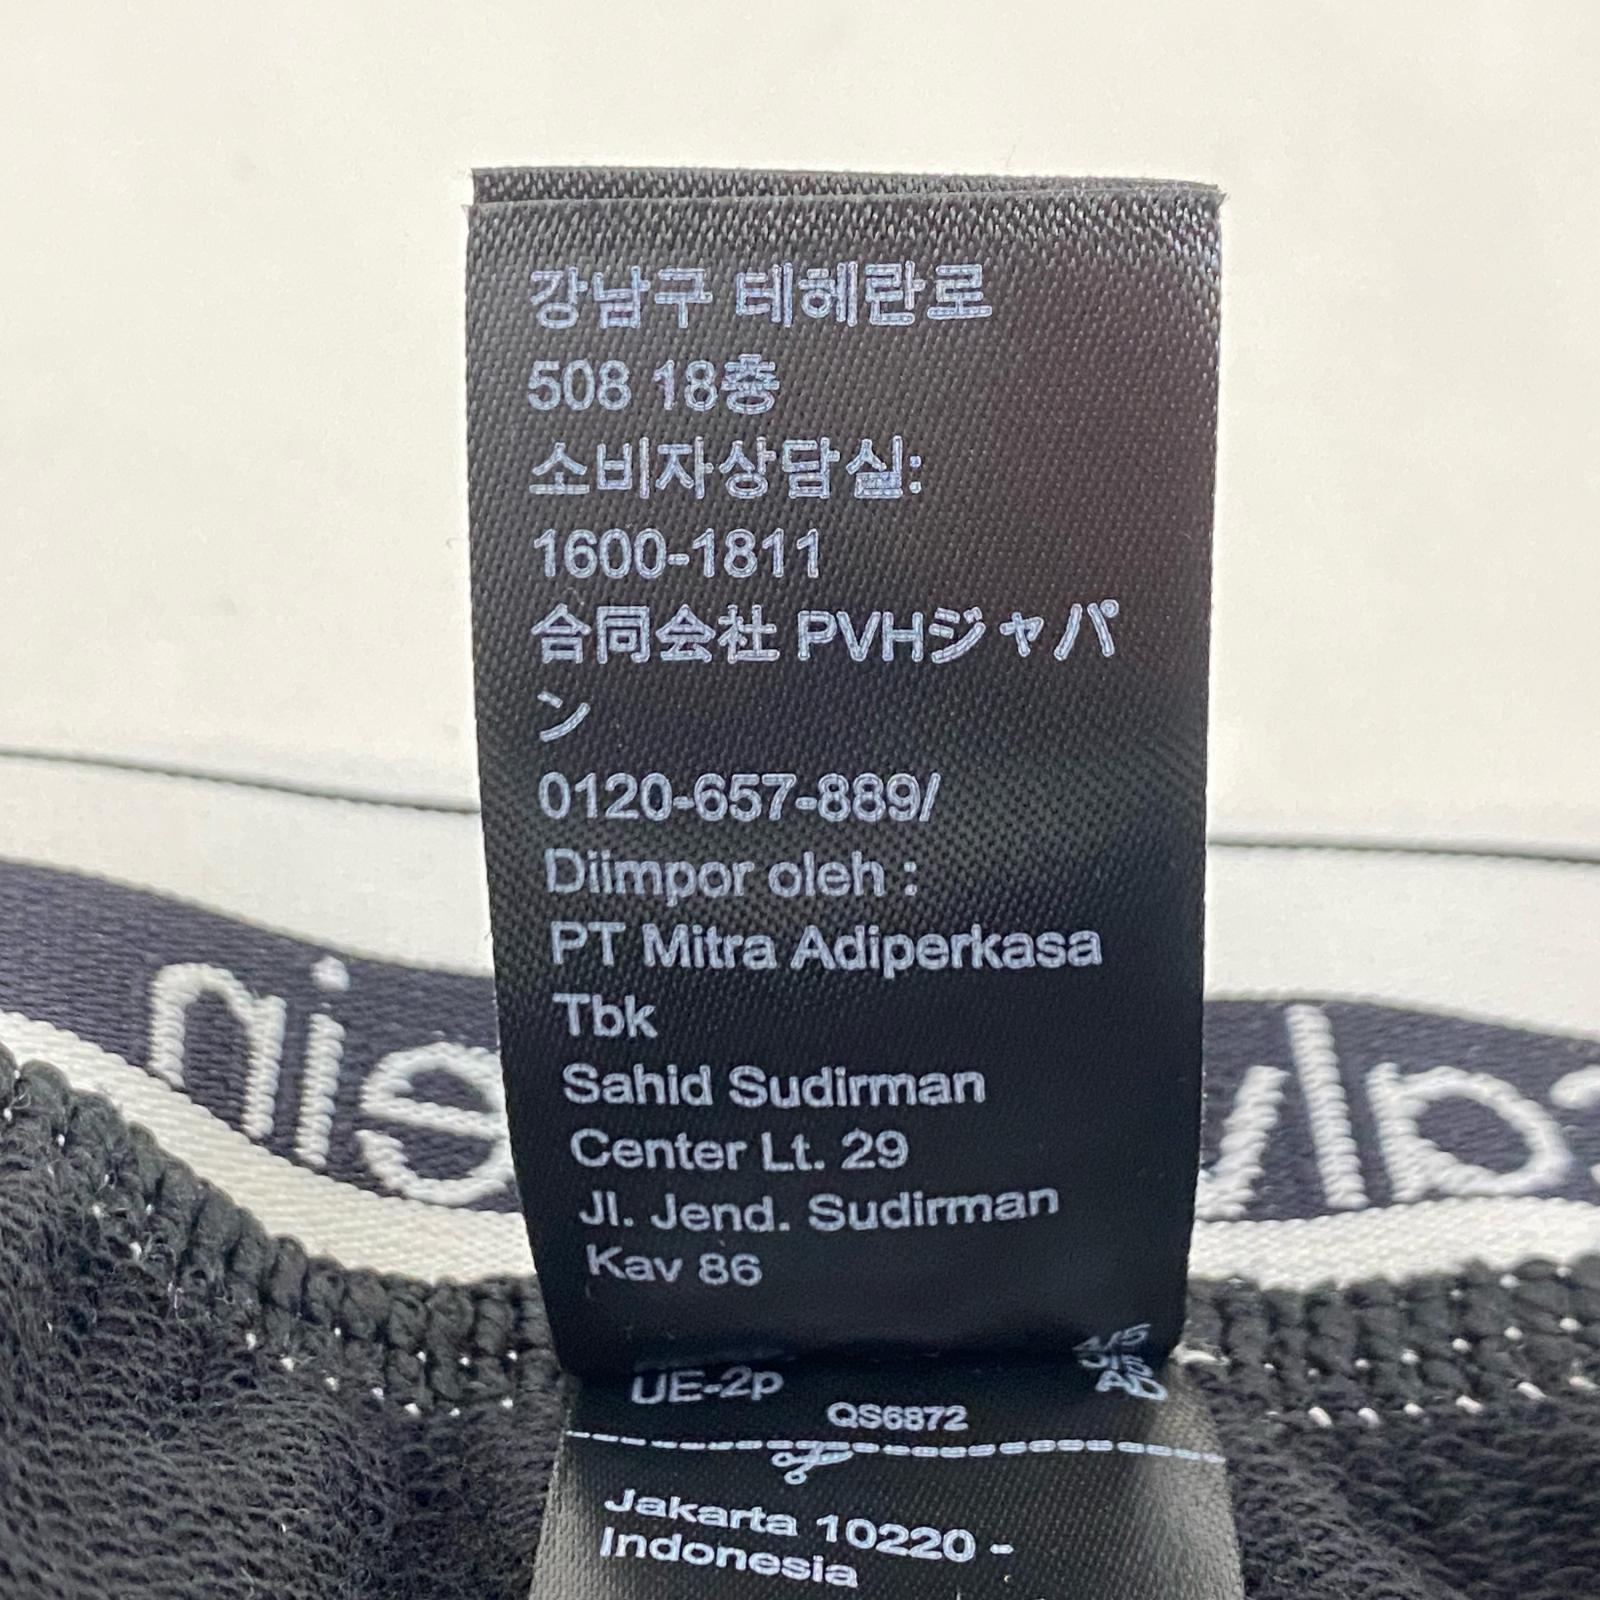 강남구 테헤란로
508 18층
소비자상담실:
1600-1811
合同会社 PVHジャパ
ン
0120-657-889/
Diimpor oleh :
PT Mitra Adiperkasa
Tbk
Sahid Sudirman
Center Lt. 29
Jl. Jend. Sudirman
Kav 86
UE-2p
4/5
QS6872
Jakarta 10220 -
Indonesia